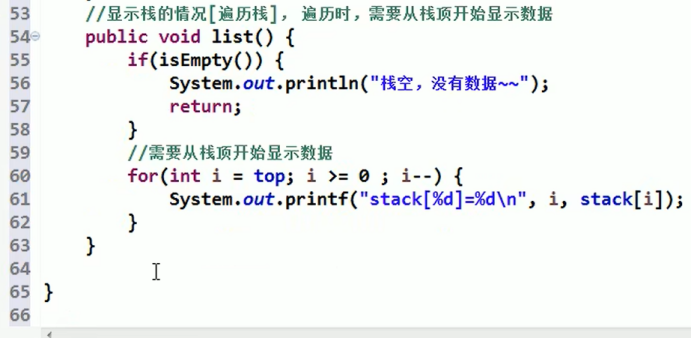 53 //显示栈的情况[遍历栈], 遍历时, 需要从栈顶开始显示数据
54 public void list() {
55 if(isEmpty()) {
56 System.out.println("栈空, 没有数据~~");
57 return;
58 }
59 //需要从栈顶开始显示数据
60 for(int i = top; i >= 0 ; i--) {
61 System.out.printf("stack[%d]=%d\n", i, stack[i]);
62 }
63 }
64
65 }
66